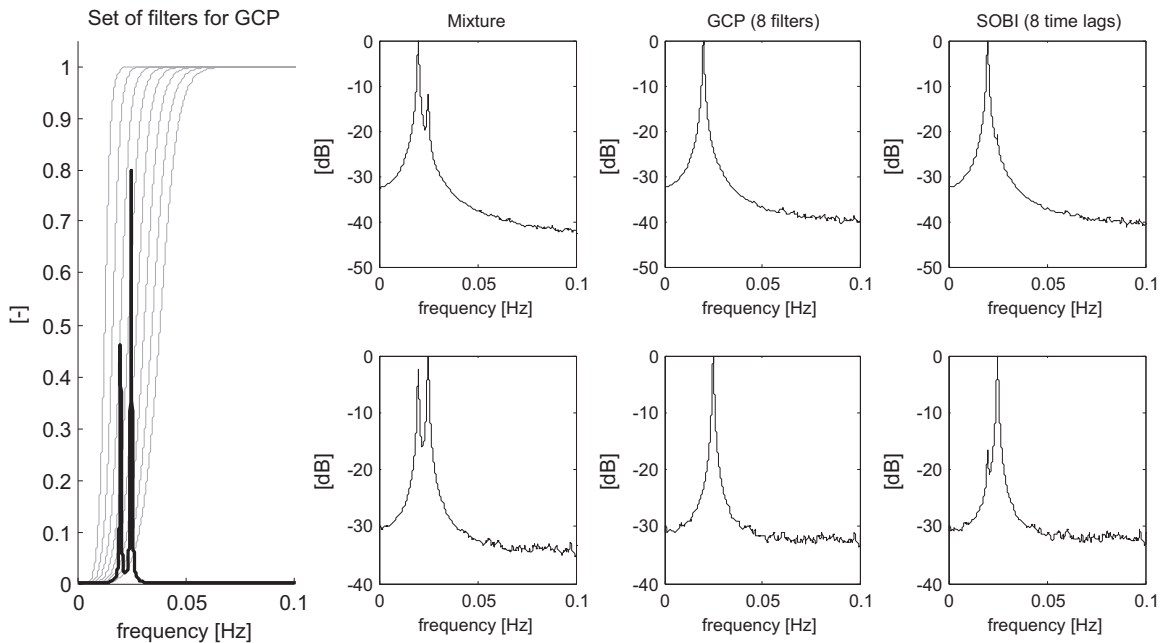 Set of filters for GCP
1
0.9
0.8
0.7
0.6
0.5
0.4
0.3
0.2
0.1
0
[-]
0 0.05 0.1
frequency [Hz]
Mixture
0
-10
-20
-30
-40
-50
[dB]
0 0.05 0.1
frequency [Hz]
GCP (8 filters)
0
-10
-20
-30
-40
-50
[dB]
0 0.05 0.1
frequency [Hz]
SOBI (8 time lags)
0
-10
-20
-30
-40
-50
[dB]
0 0.05 0.1
frequency [Hz]
0
-10
-20
-30
-40
[dB]
0 0.05 0.1
frequency [Hz]
0
-10
-20
-30
-40
[dB]
0 0.05 0.1
frequency [Hz]
0
-10
-20
-30
-40
[dB]
0 0.05 0.1
frequency [Hz]